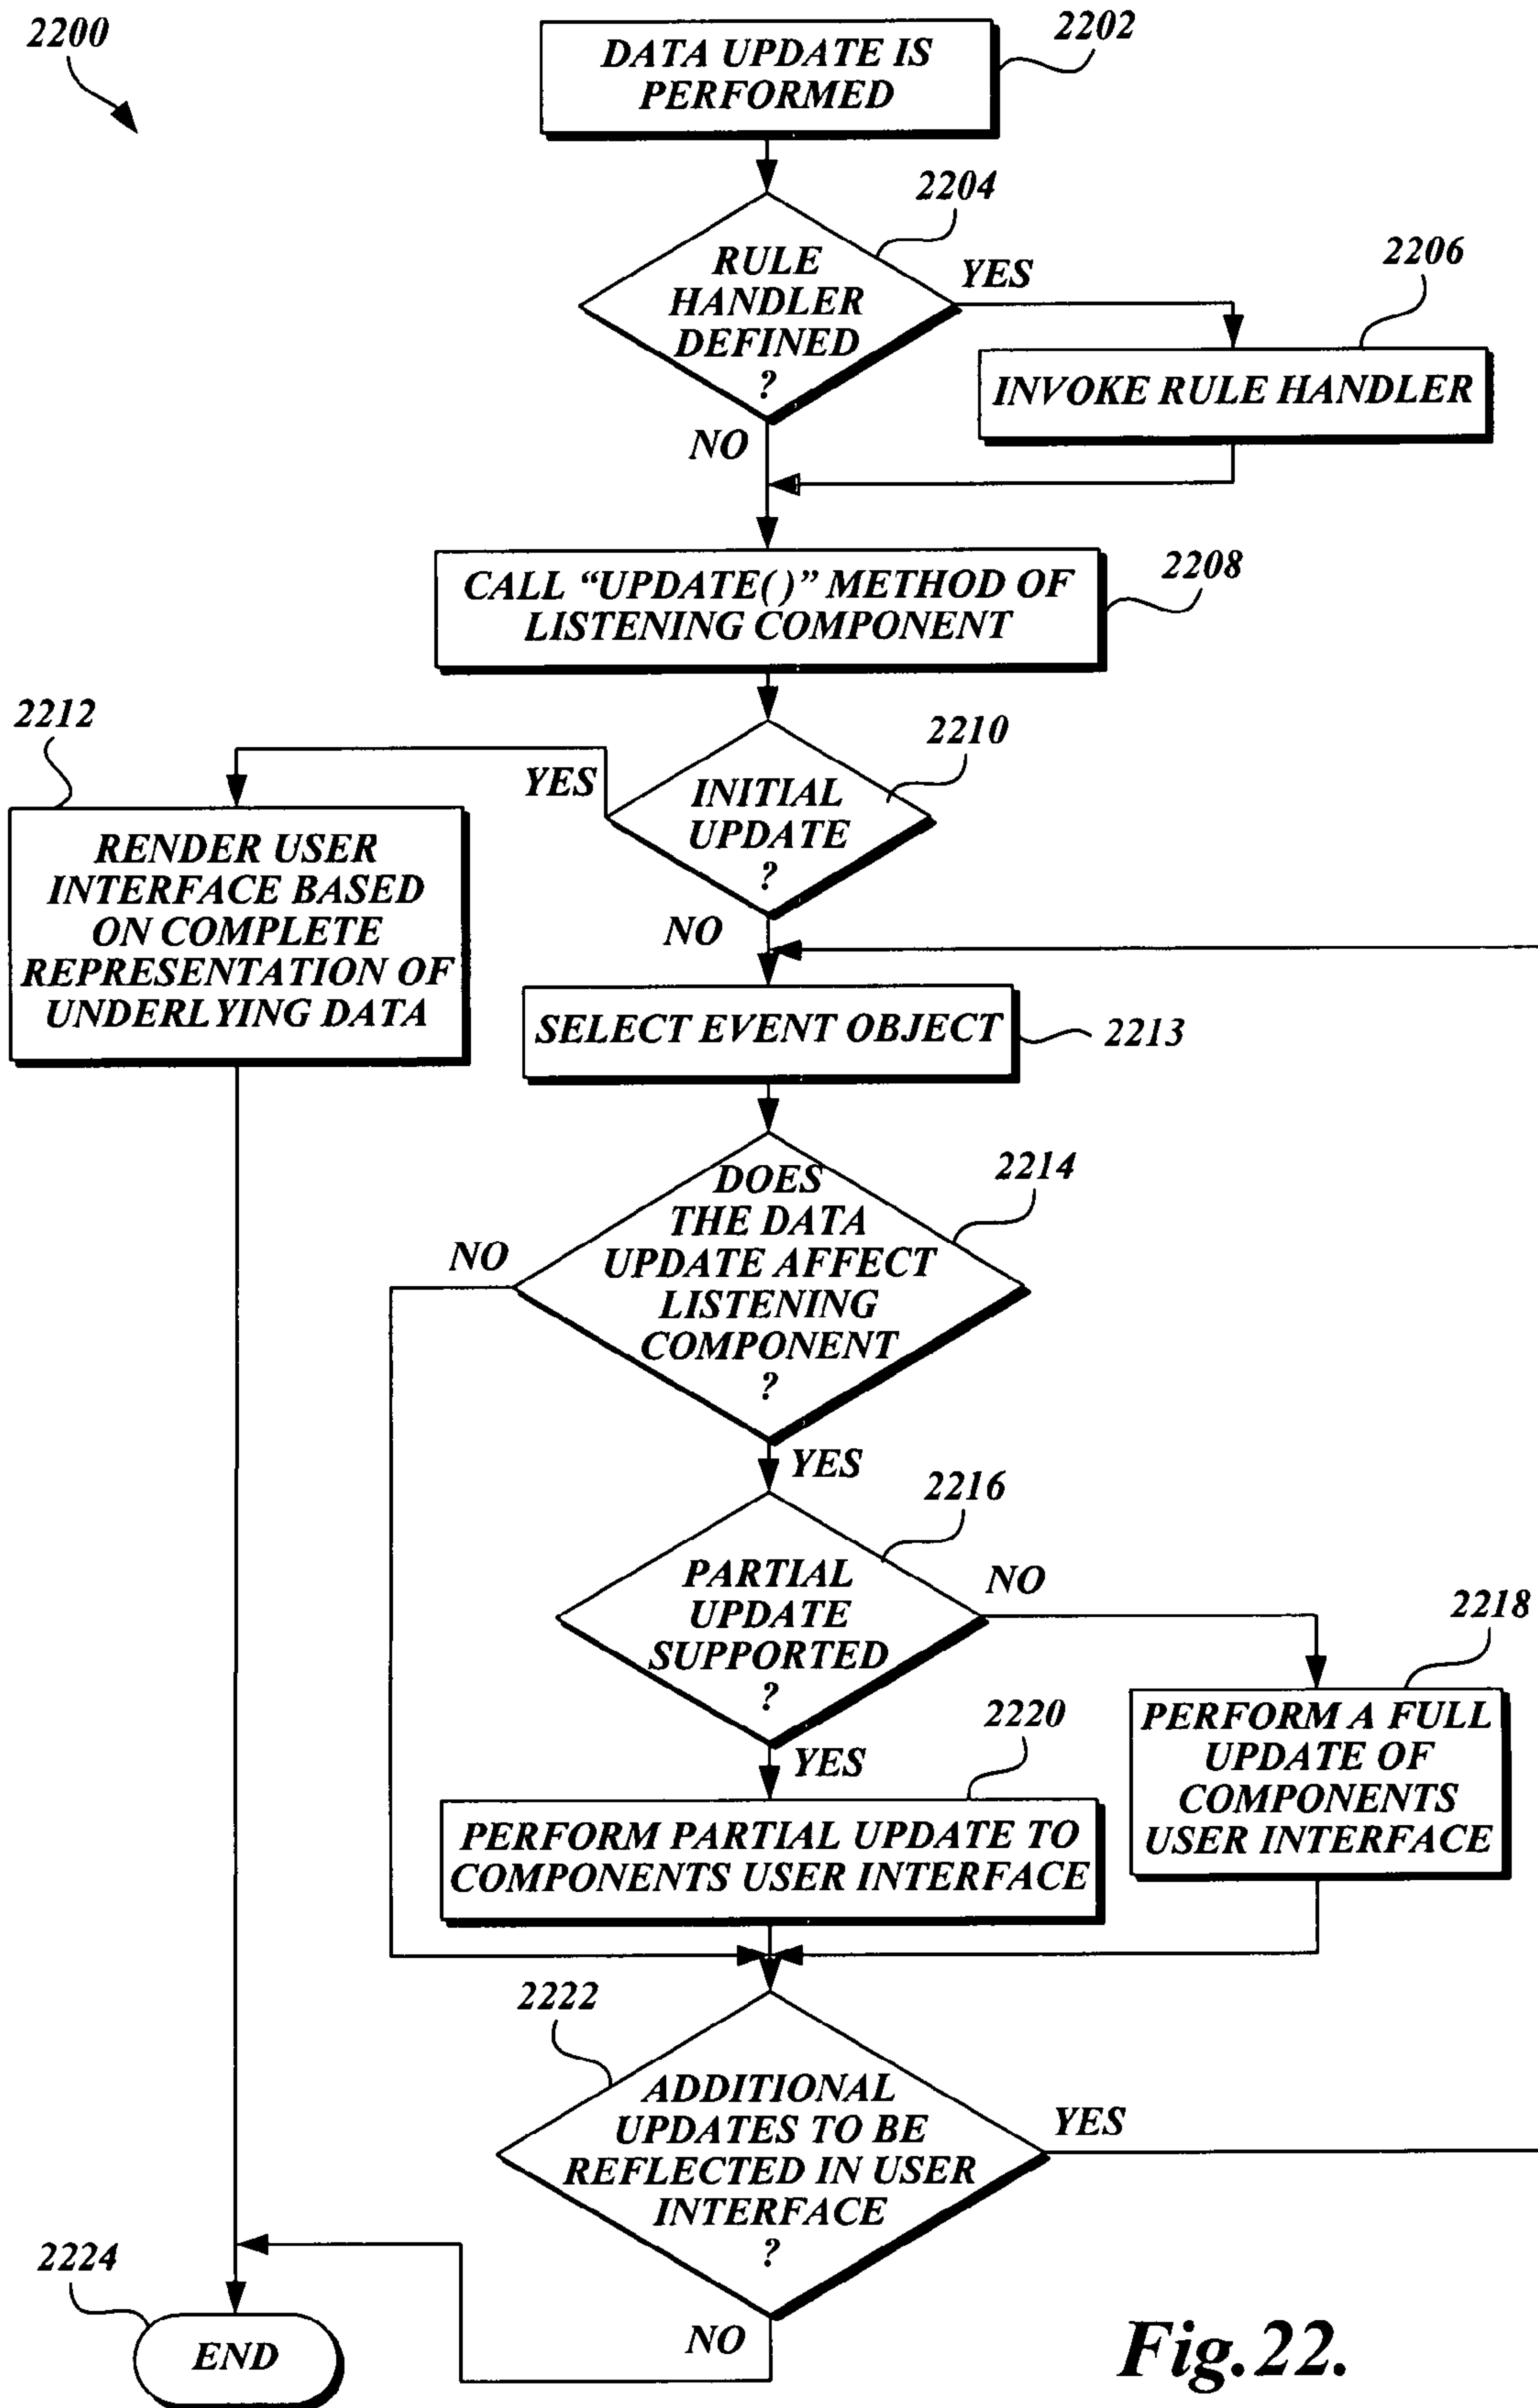 2200
2202
DATA UPDATE IS
PERFORMED
2204
RULE
HANDLER
DEFINED
?
YES
2206
INVOKE RULE HANDLER
NO
2208
CALL “UPDATE( )” METHOD OF
LISTENING COMPONENT
2212
2210
YES
INITIAL
UPDATE
?
RENDER USER
INTERFACE BASED
ON COMPLETE
REPRESENTATION OF
UNDERLYING DATA
NO
SELECT EVENT OBJECT
2213
2214
DOES
THE DATA
UPDATE AFFECT
LISTENING
COMPONENT
?
NO
YES
2216
PARTIAL
UPDATE
SUPPORTED
?
NO
2218
PERFORM A FULL
UPDATE OF
COMPONENTS
USER INTERFACE
YES
2220
PERFORM PARTIAL UPDATE TO
COMPONENTS USER INTERFACE
2222
ADDITIONAL
UPDATES TO BE
REFLECTED IN USER
INTERFACE
?
YES
NO
2224
END
Fig.22.